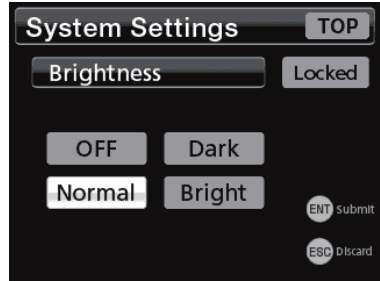 System Settings TOP
Brightness Locked
OFF Dark
Normal Bright
ENT Submit
ESC Discard